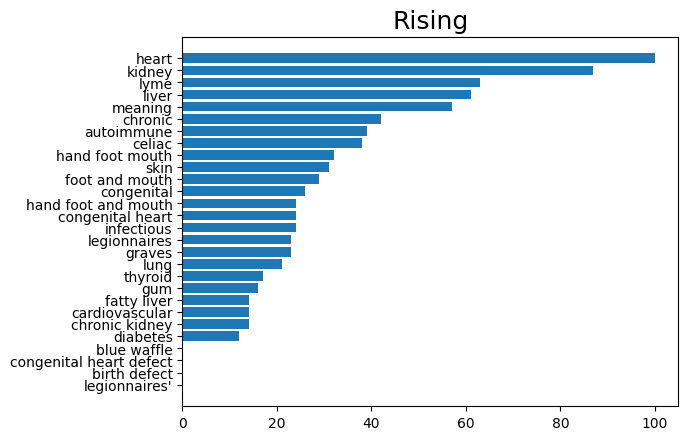 Rising
heart
kidney
lyme
liver
meaning
chronic
autoimmune
celiac
hand foot mouth
skin
foot and mouth
congenital
hand foot and mouth
congenital heart
infectious
legionnaires
graves
lung
thyroid
gum
fatty liver
cardiovascular
chronic kidney
diabetes
blue waffle
congenital heart defect
birth defect
legionnaires'
0 20 40 60 80 100